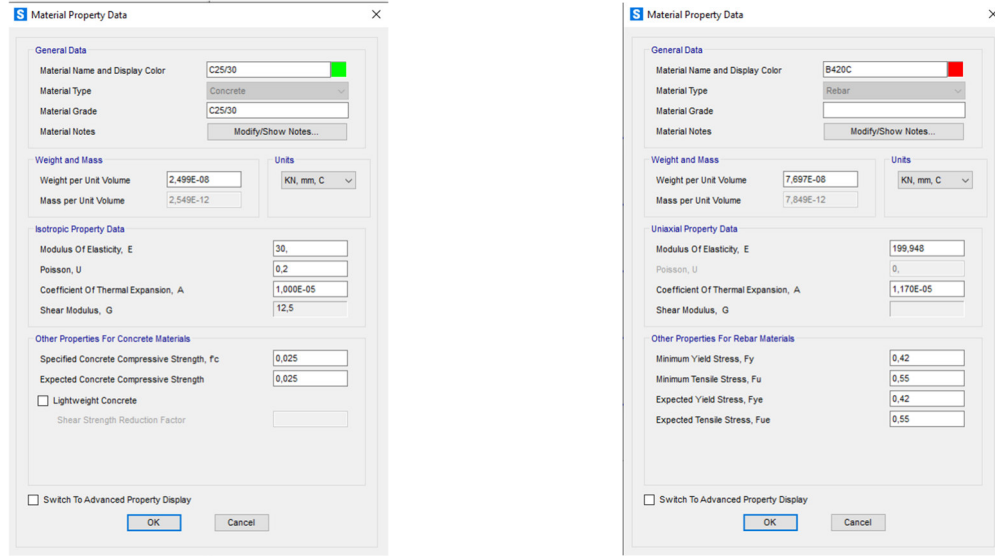 S Material Property Data
General Data
Material Name and Display Color C25/30
Material Type Concrete
Material Grade C25/30
Material Notes Modify/Show Notes...
Weight and Mass Units
Weight per Unit Volume 2,499E-08 KN, mm, C
Mass per Unit Volume 2,549E-12
Isotropic Property Data
Modulus Of Elasticity, E 30,
Poisson, U 0,2
Coefficient Of Thermal Expansion, A 1,000E-05
Shear Modulus, G 12,5
Other Properties For Concrete Materials
Specified Concrete Compressive Strength, f'c 0,025
Expected Concrete Compressive Strength 0,025
Lightweight Concrete
Shear Strength Reduction Factor
Switch To Advanced Property Display
OK Cancel
S Material Property Data
General Data
Material Name and Display Color B420C
Material Type Rebar
Material Grade
Material Notes Modify/Show Notes...
Weight and Mass Units
Weight per Unit Volume 7,697E-08 KN, mm, C
Mass per Unit Volume 7,849E-12
Uniaxial Property Data
Modulus Of Elasticity, E 199,948
Poisson, U 0,
Coefficient Of Thermal Expansion, A 1,170E-05
Shear Modulus, G
Other Properties For Rebar Materials
Minimum Yield Stress, Fy 0,42
Minimum Tensile Stress, Fu 0,55
Expected Yield Stress, Fye 0,42
Expected Tensile Stress, Fue 0,55
Switch To Advanced Property Display
OK Cancel